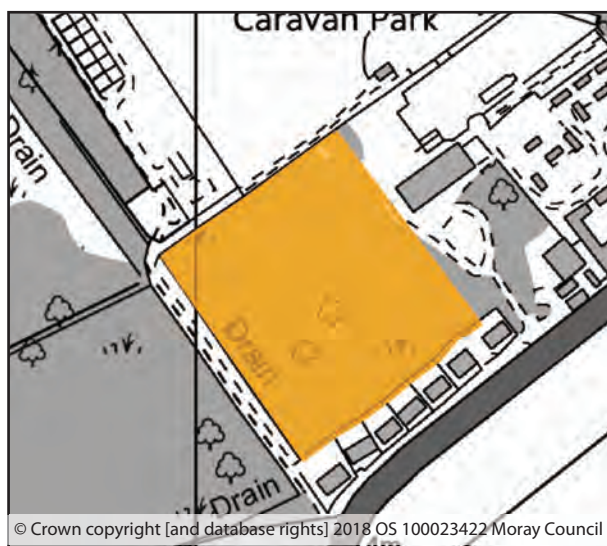 Caravan Park
Drain
Drain
Drain
© Crown copyright [and database rights] 2018 OS 100023422 Moray Council